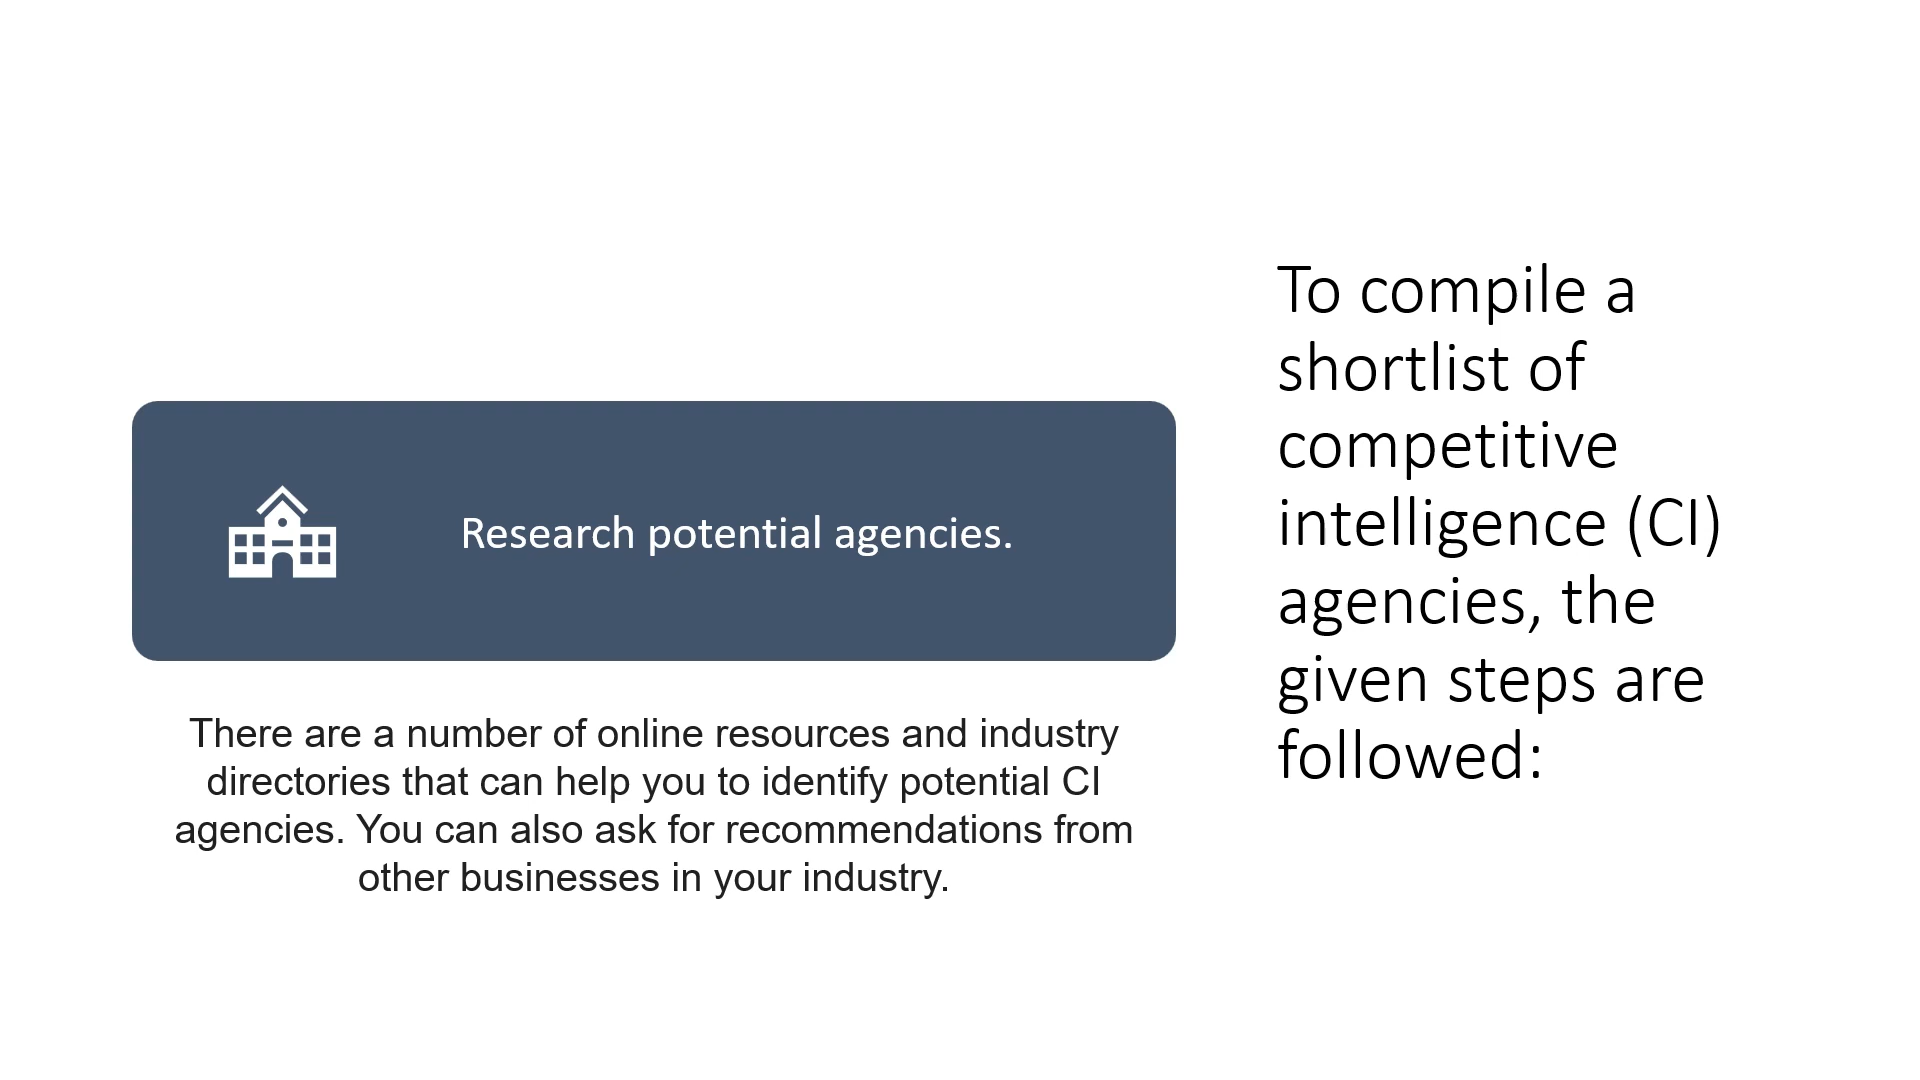 To compile a
shortlist of
competitive
intelligence (CI)
agencies, the
given steps are
followed:
Research potential agencies.
There are a number of online resources and industry
directories that can help you to identify potential CI
agencies. You can also ask for recommendations from
other businesses in your industry.